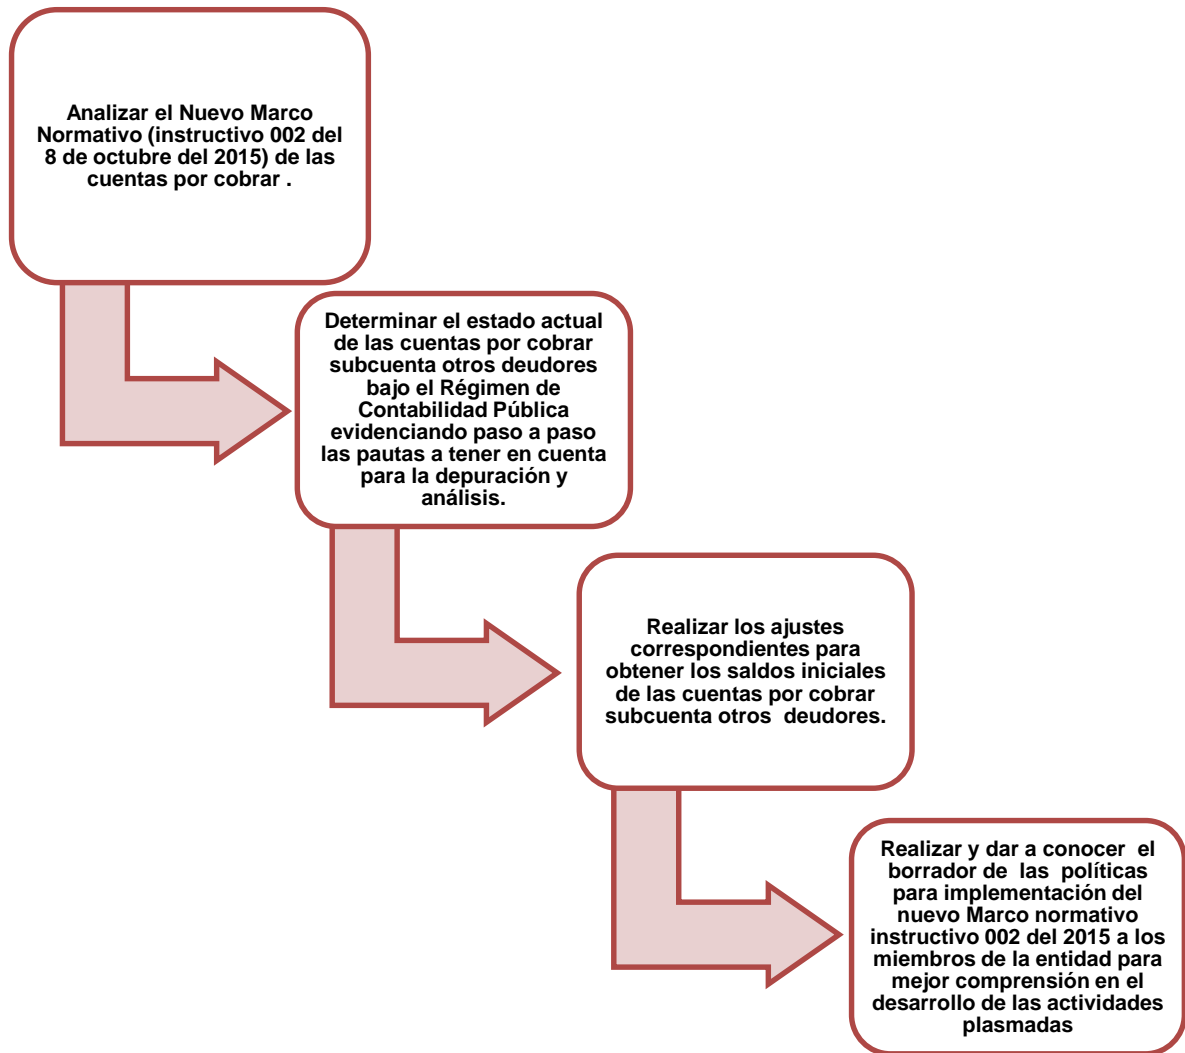 Analizar el Nuevo Marco
Normativo (instructivo 002 del
8 de octubre del 2015) de las
cuentas por cobrar .
Determinar el estado actual
de las cuentas por cobrar
subcuenta otros deudores
bajo el Régimen de
Contabilidad Pública
evidenciando paso a paso
las pautas a tener en cuenta
para la depuración y
análisis.
Realizar los ajustes
correspondientes para
obtener los saldos iniciales
de las cuentas por cobrar
subcuenta otros  deudores.
Realizar y dar a conocer  el
borrador de  las  políticas
para implementación del
nuevo Marco normativo
instructivo 002 del 2015 a los
miembros de la entidad para
mejor comprensión en el
desarrollo de las actividades
plasmadas